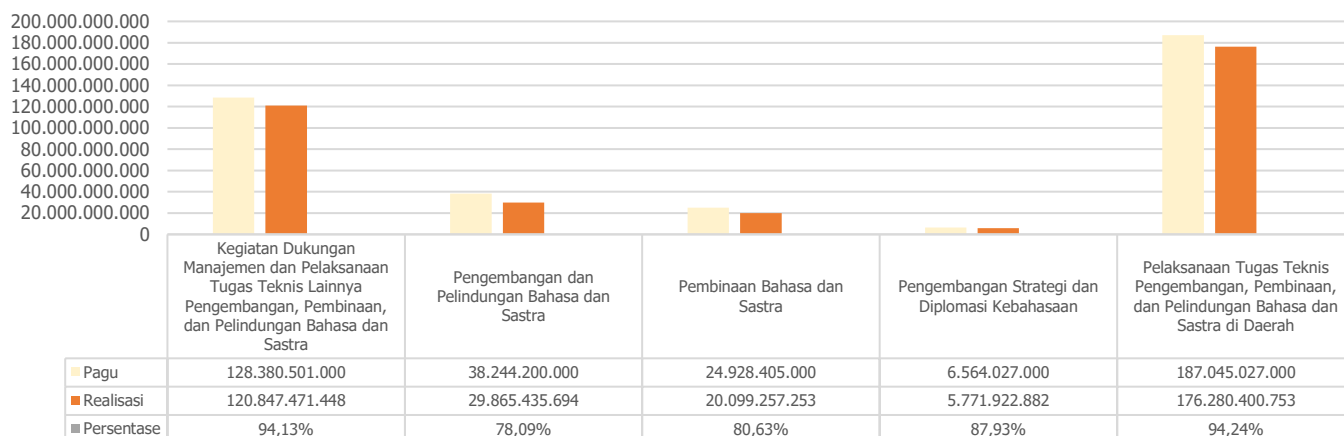 200.000.000.000
180.000.000.000
160.000.000.000
140.000.000.000
120.000.000.000
100.000.000.000
80.000.000.000
60.000.000.000
40.000.000.000
20.000.000.000
0
Kegiatan Dukungan
Manajemen dan Pelaksanaan
Tugas Teknis Lainnya
Pengembangan, Pembinaan,
dan Pelindungan Bahasa dan
Sastra
Pengembangan dan
Pelindungan Bahasa dan
Sastra
Pembinaan Bahasa dan
Sastra
Pengembangan Strategi dan
Diplomasi Kebahasaan
Pelaksanaan Tugas Teknis
Pengembangan, Pembinaan,
dan Pelindungan Bahasa dan
Sastra di Daerah
Pagu 128.380.501.000 38.244.200.000 24.928.405.000 6.564.027.000 187.045.027.000
Realisasi 120.847.471.448 29.865.435.694 20.099.257.253 5.771.922.882 176.280.400.753
Persentase 94,13% 78,09% 80,63% 87,93% 94,24%